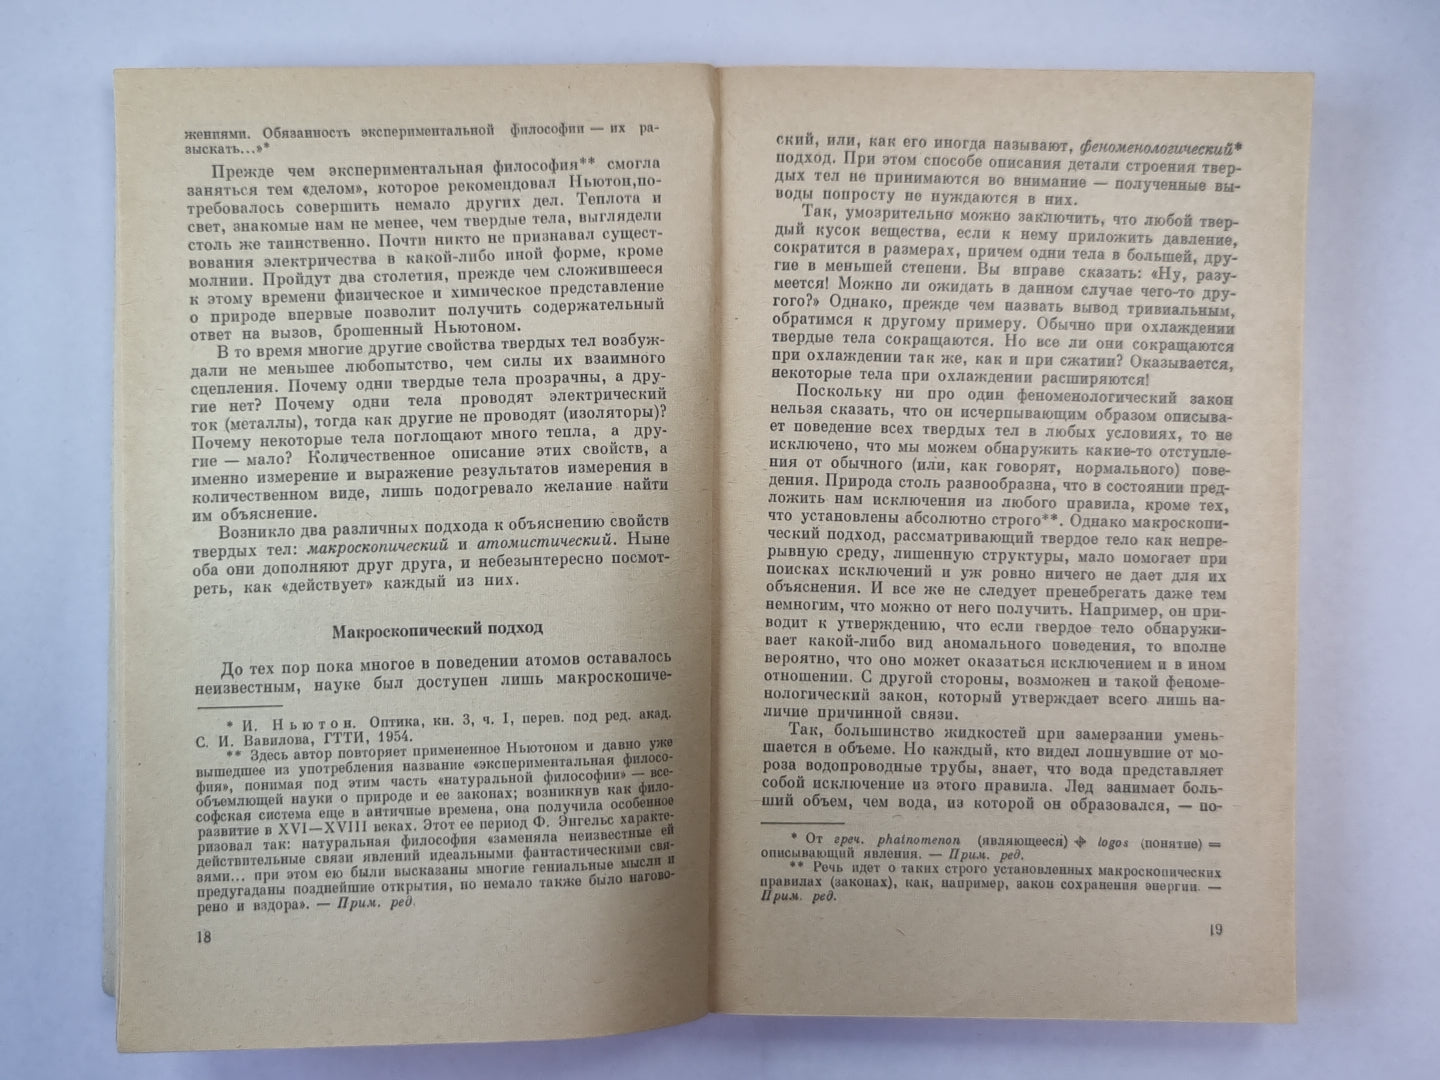 жениями. Обязанность экспериментальной философии — их ра-
зыскать...»*
Прежде чем экспериментальная философия** смогла
заняться тем «делом», которое рекомендовал Ньютон,по-
требовалось совершить немало других дел. Теплота и
свет, знакомые нам не менее, чем твердые тела, выглядели
столь же таинственно. Почти никто не признавал сущест-
вования электричества в какой-либо иной форме, кроме
молнии. Пройдут два столетия, прежде чем сложившееся
к этому времени физическое и химическое представление
о природе впервые позволит получить содержательный
ответ на вызов, брошенный Ньютоном.
В то время многие другие свойства твердых тел возбуж-
дали не меньшее любопытство, чем силы их взаимного
сцепления. Почему одни твердые тела прозрачны, а дру-
гие нет? Почему одни тела проводят электрический
ток (металлы), тогда как другие не проводят (изоляторы)?
Почему некоторые тела поглощают много тепла, а дру-
гие — мало? Количественное описание этих свойств, а
именно измерение и выражение результатов измерения в
количественном виде, лишь подогревало желание найти
им объяснение.
Возникло два различных подхода к объяснению свойств
твердых тел: макроскопический и атомистический. Ныне
оба они дополняют друг друга, и небезынтересно посмот-
реть, как «действует» каждый из них.
Макроскопический подход
До тех пор пока многое в поведении атомов оставалось
неизвестным, науке был доступен лишь макроскопиче-
* И. Ньютон. Оптика, кн. 3, ч. I, перев. под ред. акад.
С. И. Вавилова, ГТТИ, 1954.
** Здесь автор повторяет примененное Ньютоном и давно уже
вышедшее из употребления название «экспериментальная филосо-
фия», понимая под этим часть «натуральной философии» — все-
объемлющей науки о природе и ее законах; возникнув как фило-
софская система еще в античные времена, она получила особенное
развитие в XVI—XVIII веках. Этот ее период Ф. Энгельс характе-
ризовал так: натуральная философия «заменяла неизвестные ей
действительные связи явлений идеальными фантастическими свя-
зями... при этом ею были высказаны многие гениальные мысли и
предугаданы позднейшие открытия, но немало также было нагово-
рено и вздора». — Прим. ред.
18
ский, или, как его иногда называют, феноменологический*
подход. При этом способе описания детали строения твер-
дых тел не принимаются во внимание — полученные вы-
воды попросту не нуждаются в них.
Так, умозрительно можно заключить, что любой твер-
дый кусок вещества, если к нему приложить давление,
сократится в размерах, причем одни тела в большей, дру-
гие в меньшей степени. Вы вправе сказать: «Ну, разу-
меется! Можно ли ожидать в данном случае чего-то дру-
гого?» Однако, прежде чем назвать вывод тривиальным,
обратимся к другому примеру. Обычно при охлаждении
твердые тела сокращаются. Но все ли они сокращаются
при охлаждении так же, как и при сжатии? Оказывается,
некоторые тела при охлаждении расширяются!
Поскольку ни про один феноменологический закон
нельзя сказать, что он исчерпывающим образом описыва-
ет поведение всех твердых тел в любых условиях, то не
исключено, что мы можем обнаружить какие-то отступле-
ния от обычного (или, как говорят, нормального) пове-
дения. Природа столь разнообразна, что в состоянии пред-
ложить нам исключения из любого правила, кроме тех,
что установлены абсолютно строго**. Однако макроскопи-
ческий подход, рассматривающий твердое тело как непре-
рывную среду, лишенную структуры, мало помогает при
поисках исключений и уж ровно ничего не дает для их
объяснения. И все же не следует пренебрегать даже тем
немногим, что можно от него получить. Например, он при-
водит к утверждению, что если твердое тело обнаружи-
вает какой-либо вид аномального поведения, то вполне
вероятно, что оно может оказаться исключением и в ином
отношении. С другой стороны, возможен и такой феноме-
нологический закон, который утверждает всего лишь на-
личие причинной связи.
Так, большинство жидкостей при замерзании умень-
шается в объеме. Но каждый, кто видел лопнувшие от мо-
роза водопроводные трубы, знает, что вода представляет
собой исключение из этого правила. Лед занимает боль-
ший объем, чем вода, из которой он образовался, — по-
* От греч. phainomenon (являющееся) + logos (понятие) =
описывающий явления. — Прим. ред.
** Речь идет о таких строго установленных макроскопических
правилах (законах), как, например, закон сохранения энергии. —
Прим. ред.
19